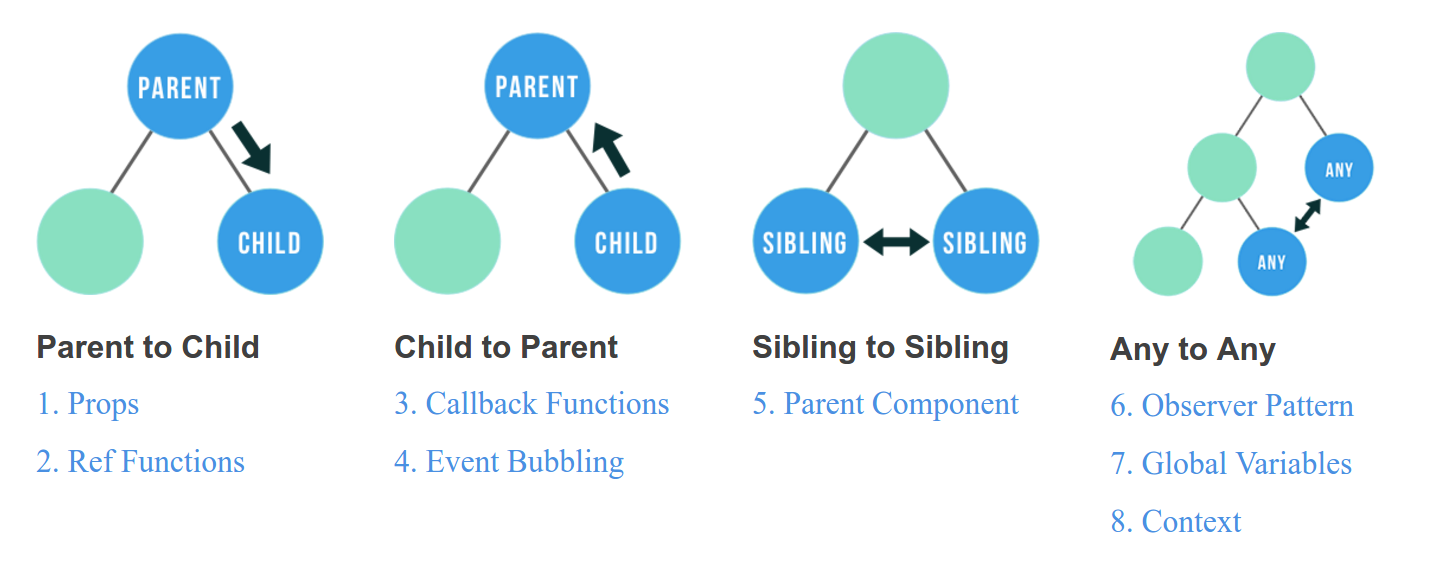 PARENT
CHILD
Parent to Child
1. Props
2. Ref Functions
PARENT
CHILD
Child to Parent
3. Callback Functions
4. Event Bubbling
SIBLING
SIBLING
Sibling to Sibling
5. Parent Component
ANY
ANY
Any to Any
6. Observer Pattern
7. Global Variables
8. Context